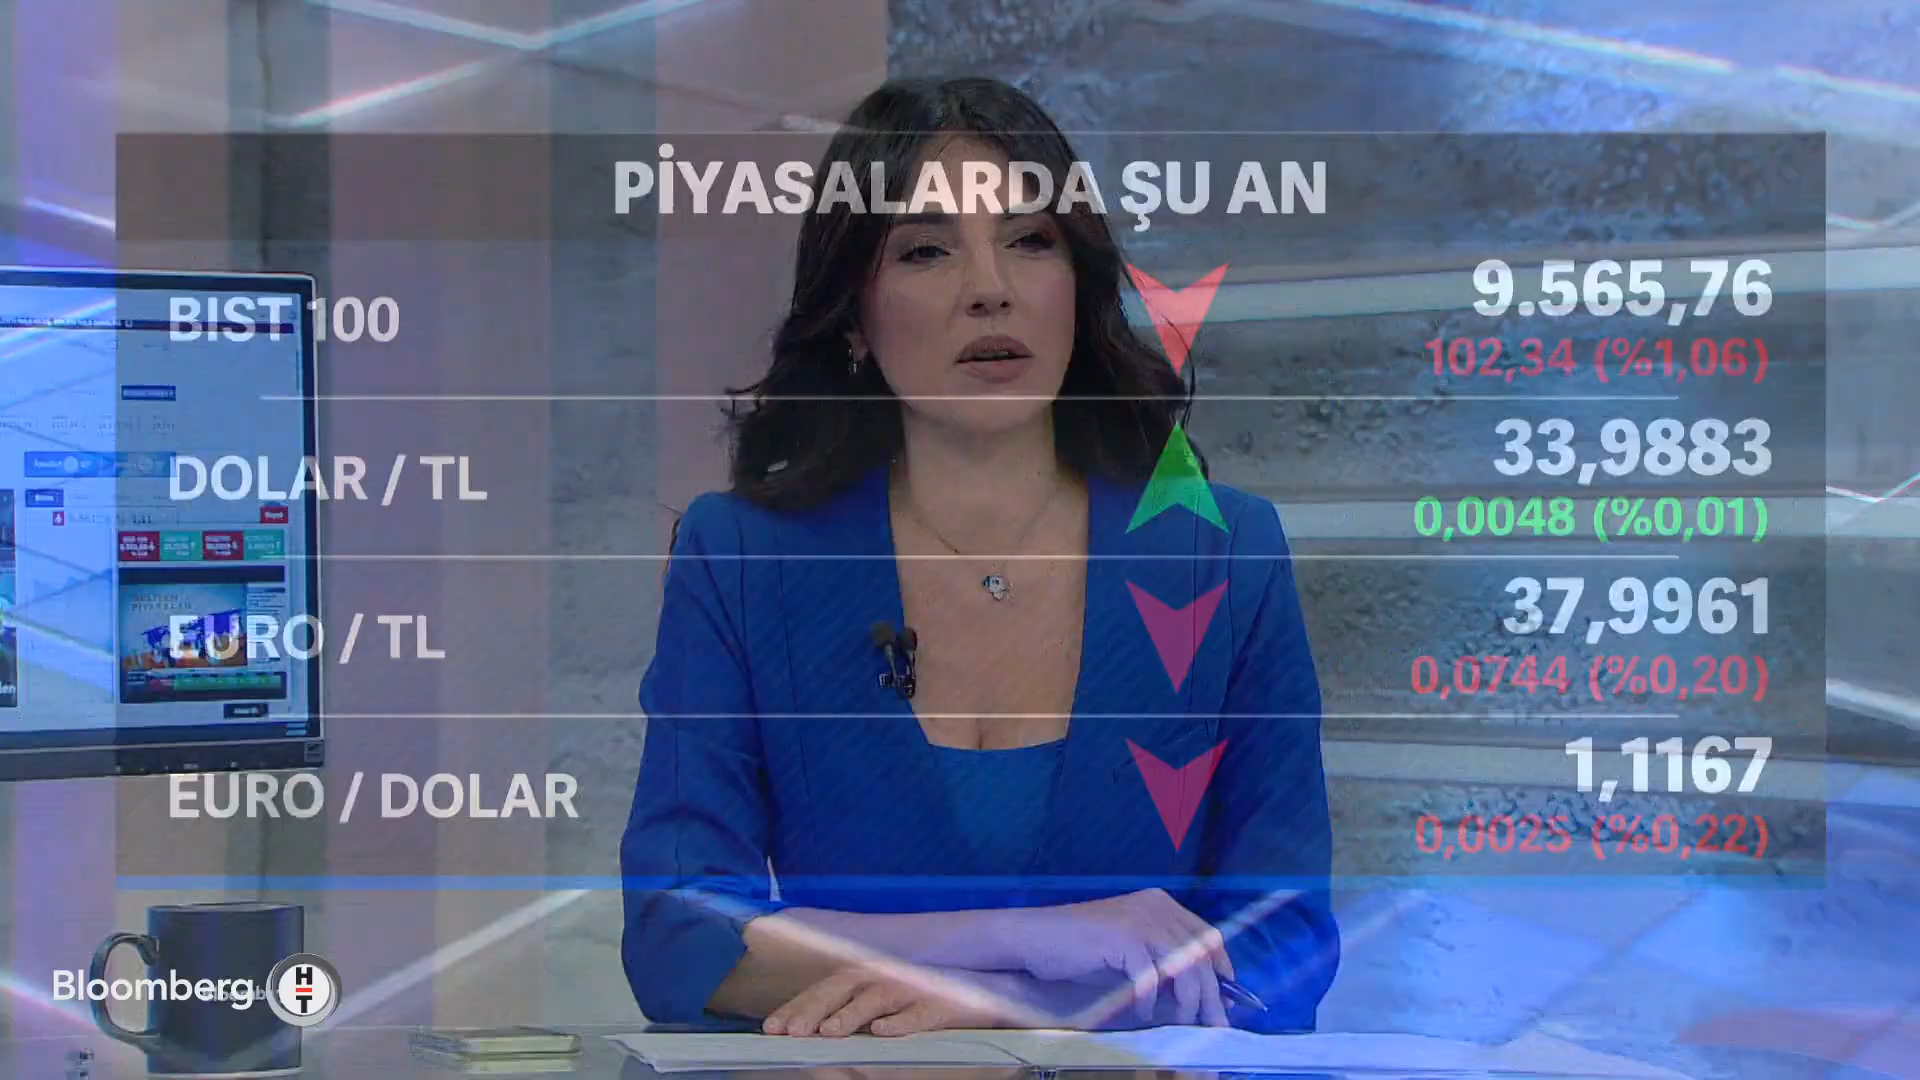 PİYASALARDA ŞU AN
BIST 100
9.565,76
102,34 (%1,06)
DOLAR / TL
33,9883
0,0048 (%0,01)
EURO / TL
37,9961
0,0744 (%0,20)
EURO / DOLAR
1,1167
0,0025 (%0,22)
Bloomberg HT